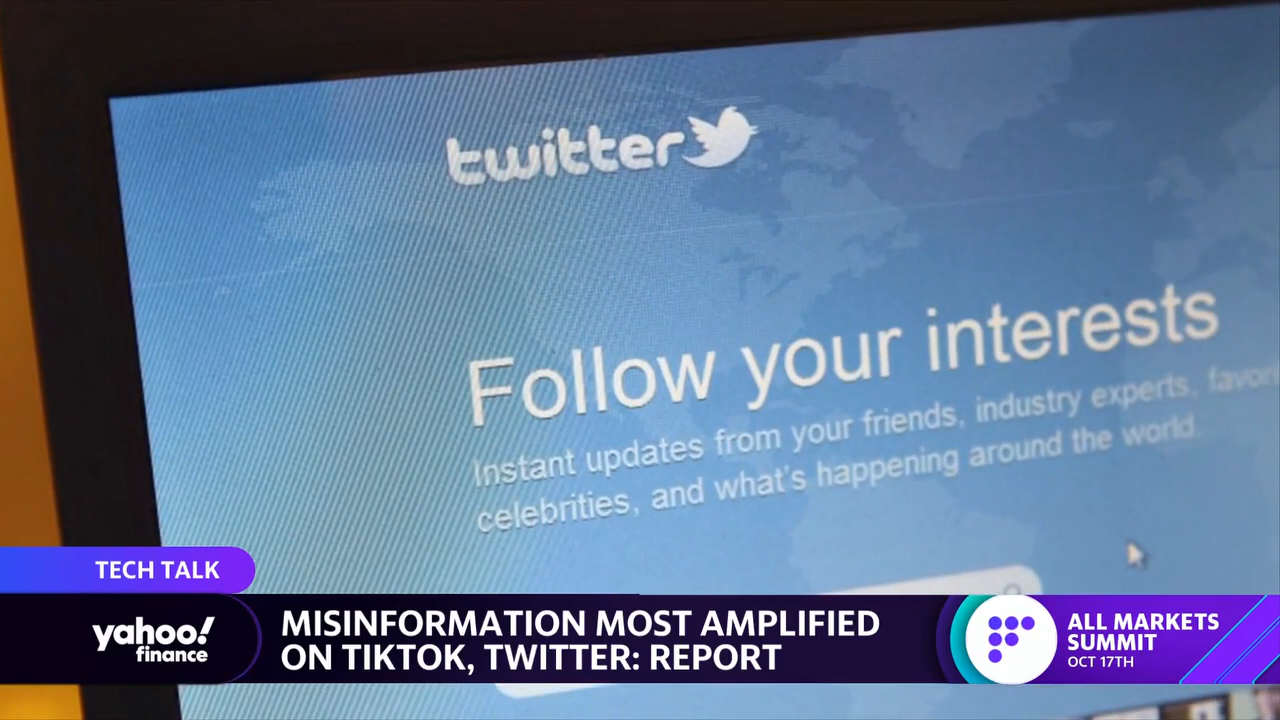 twitter
Follow your interests
Instant updates from your friends, industry experts,
celebrities, and what's happening around the world.
TECH TALK
yahoo!
finance
MISINFORMATION MOST AMPLIFIED
ON TIKTOK, TWITTER: REPORT
ALL MARKETS
SUMMIT
OCT 17TH